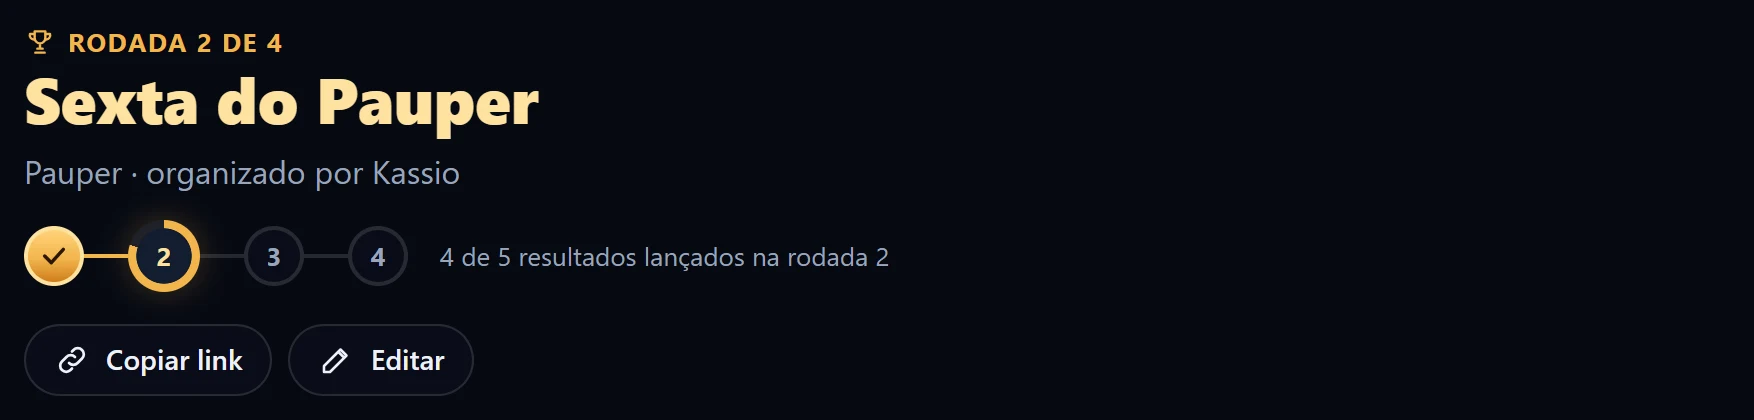 RODADA 2 DE 4
Sexta do Pauper
Pauper · organizado por Kassio
2 3 4 4 de 5 resultados lançados na rodada 2
Copiar link Editar